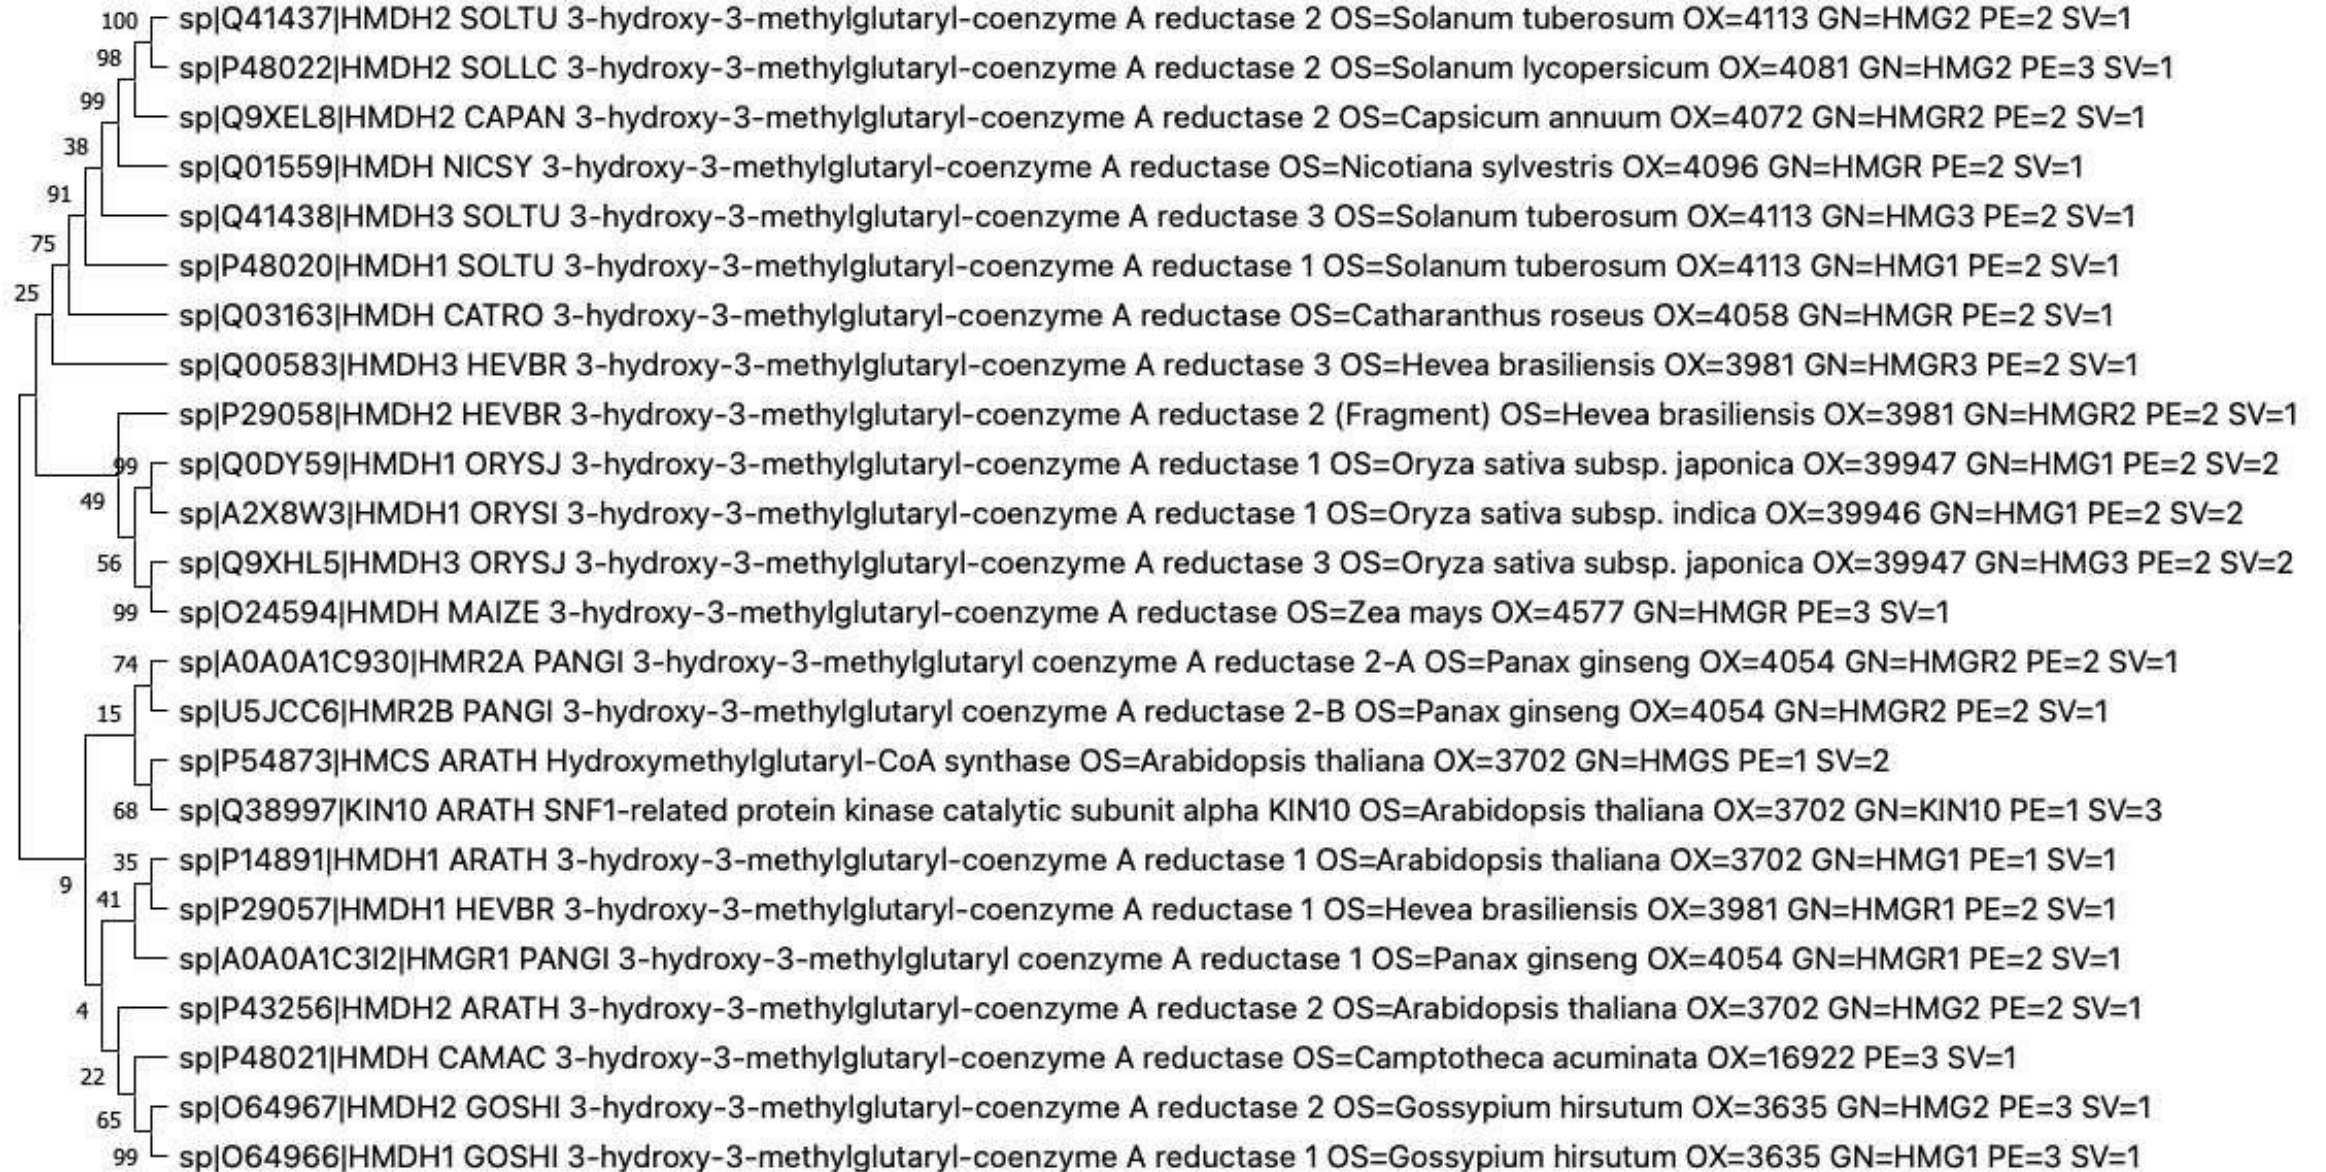 100 sp|Q41437|HMDH2 SOLTU 3-hydroxy-3-methylglutaryl-coenzyme A reductase 2 OS=Solanum tuberosum OX=4113 GN=HMG2 PE=2 SV=1
98
sp|P48022|HMDH2 SOLLC 3-hydroxy-3-methylglutaryl-coenzyme A reductase 2 OS=Solanum lycopersicum OX=4081 GN=HMG2 PE=3 SV=1
99
sp|Q9XEL8|HMDH2 CAPAN 3-hydroxy-3-methylglutaryl-coenzyme A reductase 2 OS=Capsicum annuum OX=4072 GN=HMGR2 PE=2 SV=1
38
sp|Q01559|HMDH NICSY 3-hydroxy-3-methylglutaryl-coenzyme A reductase OS=Nicotiana sylvestris OX=4096 GN=HMGR PE=2 SV=1
91
sp|Q41438|HMDH3 SOLTU 3-hydroxy-3-methylglutaryl-coenzyme A reductase 3 OS=Solanum tuberosum OX=4113 GN=HMG3 PE=2 SV=1
75
sp|P48020|HMDH1 SOLTU 3-hydroxy-3-methylglutaryl-coenzyme A reductase 1 OS=Solanum tuberosum OX=4113 GN=HMG1 PE=2 SV=1
25
sp|Q03163|HMDH CATRO 3-hydroxy-3-methylglutaryl-coenzyme A reductase OS=Catharanthus roseus OX=4058 GN=HMGR PE=2 SV=1
sp|Q00583|HMDH3 HEVBR 3-hydroxy-3-methylglutaryl-coenzyme A reductase 3 OS=Hevea brasiliensis OX=3981 GN=HMGR3 PE=2 SV=1
sp|P29058|HMDH2 HEVBR 3-hydroxy-3-methylglutaryl-coenzyme A reductase 2 (Fragment) OS=Hevea brasiliensis OX=3981 GN=HMGR2 PE=2 SV=1
99 sp|Q0DY59|HMDH1 ORYSJ 3-hydroxy-3-methylglutaryl-coenzyme A reductase 1 OS=Oryza sativa subsp. japonica OX=39947 GN=HMG1 PE=2 SV=2
49
sp|A2X8W3|HMDH1 ORYSI 3-hydroxy-3-methylglutaryl-coenzyme A reductase 1 OS=Oryza sativa subsp. indica OX=39946 GN=HMG1 PE=2 SV=2
56 sp|Q9XHL5|HMDH3 ORYSJ 3-hydroxy-3-methylglutaryl-coenzyme A reductase 3 OS=Oryza sativa subsp. japonica OX=39947 GN=HMG3 PE=2 SV=2
99 sp|O24594|HMDH MAIZE 3-hydroxy-3-methylglutaryl-coenzyme A reductase OS=Zea mays OX=4577 GN=HMGR PE=3 SV=1
74 sp|A0A0A1C930|HMR2A PANGI 3-hydroxy-3-methylglutaryl coenzyme A reductase 2-A OS=Panax ginseng OX=4054 GN=HMGR2 PE=2 SV=1
15 sp|U5JCC6|HMR2B PANGI 3-hydroxy-3-methylglutaryl coenzyme A reductase 2-B OS=Panax ginseng OX=4054 GN=HMGR2 PE=2 SV=1
sp|P54873|HMCS ARATH Hydroxymethylglutaryl-CoA synthase OS=Arabidopsis thaliana OX=3702 GN=HMGS PE=1 SV=2
68 sp|Q38997|KIN10 ARATH SNF1-related protein kinase catalytic subunit alpha KIN10 OS=Arabidopsis thaliana OX=3702 GN=KIN10 PE=1 SV=3
35 sp|P14891|HMDH1 ARATH 3-hydroxy-3-methylglutaryl-coenzyme A reductase 1 OS=Arabidopsis thaliana OX=3702 GN=HMG1 PE=1 SV=1
9
41 sp|P29057|HMDH1 HEVBR 3-hydroxy-3-methylglutaryl-coenzyme A reductase 1 OS=Hevea brasiliensis OX=3981 GN=HMGR1 PE=2 SV=1
sp|A0A0A1C3I2|HMGR1 PANGI 3-hydroxy-3-methylglutaryl coenzyme A reductase 1 OS=Panax ginseng OX=4054 GN=HMGR1 PE=2 SV=1
4 sp|P43256|HMDH2 ARATH 3-hydroxy-3-methylglutaryl-coenzyme A reductase 2 OS=Arabidopsis thaliana OX=3702 GN=HMG2 PE=2 SV=1
sp|P48021|HMDH CAMAC 3-hydroxy-3-methylglutaryl-coenzyme A reductase OS=Camptotheca acuminata OX=16922 PE=3 SV=1
22
sp|O64967|HMDH2 GOSHI 3-hydroxy-3-methylglutaryl-coenzyme A reductase 2 OS=Gossypium hirsutum OX=3635 GN=HMG2 PE=3 SV=1
65
99 sp|O64966|HMDH1 GOSHI 3-hydroxy-3-methylglutaryl-coenzyme A reductase 1 OS=Gossypium hirsutum OX=3635 GN=HMG1 PE=3 SV=1